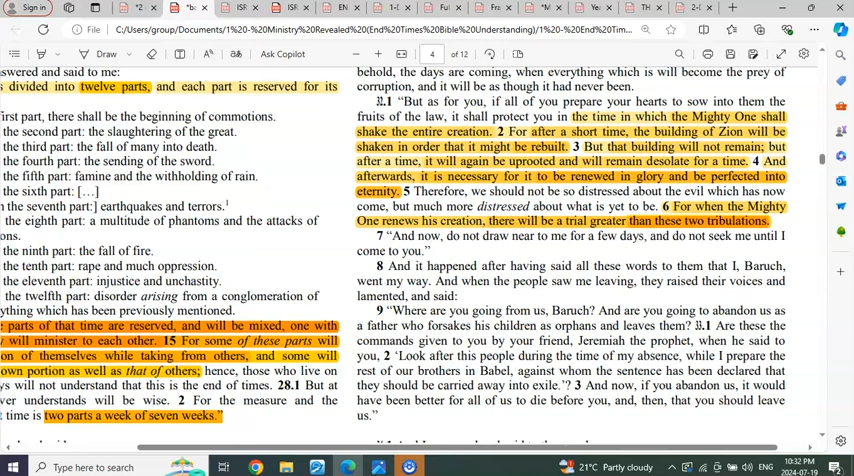 Sign in
*2
*ba
ISF
ISF
EN
1-D
Ful
Fra
*M
Yea
TH
2-D
File
C:/Users/group/Documents/1%20-%20Ministry%20Revealed(End%20Times%20Bible%20Understanding)/1%20-%20End%20Tim...
Draw
Ask Copilot
4 of 12
swered and said to me:
divided into twelve parts, and each part is reserved for its
first part, there shall be the beginning of commotions.
the second part: the slaughtering of the great.
the third part: the fall of many into death.
the fourth part: the sending of the sword.
the fifth part: famine and the withholding of rain.
the sixth part: […]
the seventh part:] earthquakes and terrors.1
the eighth part: a multitude of phantoms and the attacks of
ons.
the ninth part: the fall of fire.
the tenth part: rape and much oppression.
the eleventh part: injustice and unchastity.
the twelfth part: disorder arising from a conglomeration of
ything which has been previously mentioned.
parts of that time are reserved, and will be mixed, one with
will minister to each other. 15 For some of these parts will
on of themselves while taking from others, and some will
own portion as well as that of others; hence, those who live on
ys will not understand that this is the end of times. 28.1 But at
ver understands will be wise. 2 For the measure and the
time is two parts a week of seven weeks.”
behold, the days are coming, when everything which is will become the prey of
corruption, and it will be as though it had never been.
32.1 “But as for you, if all of you prepare your hearts to sow into them the
fruits of the law, it shall protect you in the time in which the Mighty One shall
shake the entire creation. 2 For after a short time, the building of Zion will be
shaken in order that it might be rebuilt. 3 But that building will not remain; but
after a time, it will again be uprooted and will remain desolate for a time. 4 And
afterwards, it is necessary for it to be renewed in glory and be perfected into
eternity. 5 Therefore, we should not be so distressed about the evil which has now
come, but much more distressed about what is yet to be. 6 For when the Mighty
One renews his creation, there will be a trial greater than these two tribulations.
7 “And now, do not draw near to me for a few days, and do not seek me until I
come to you.”
8 And it happened after having said all these words to them that I, Baruch,
went my way. And when the people saw me leaving, they raised their voices and
lamented, and said:
9 “Where are you going from us, Baruch? And are you going to abandon us as
a father who forsakes his children as orphans and leaves them? 33.1 Are these the
commands given to you by your friend, Jeremiah the prophet, when he said to
you, 2 ‘Look after this people during the time of my absence, while I prepare the
rest of our brothers in Babel, against whom the sentence has been declared that
they should be carried away into exile.’? 3 And now, if you abandon us, it would
have been better for all of us to die before you, and, then, that you should leave
us.”
Type here to search
21°C Partly cloudy
ENG
10:32 PM
2024-07-19